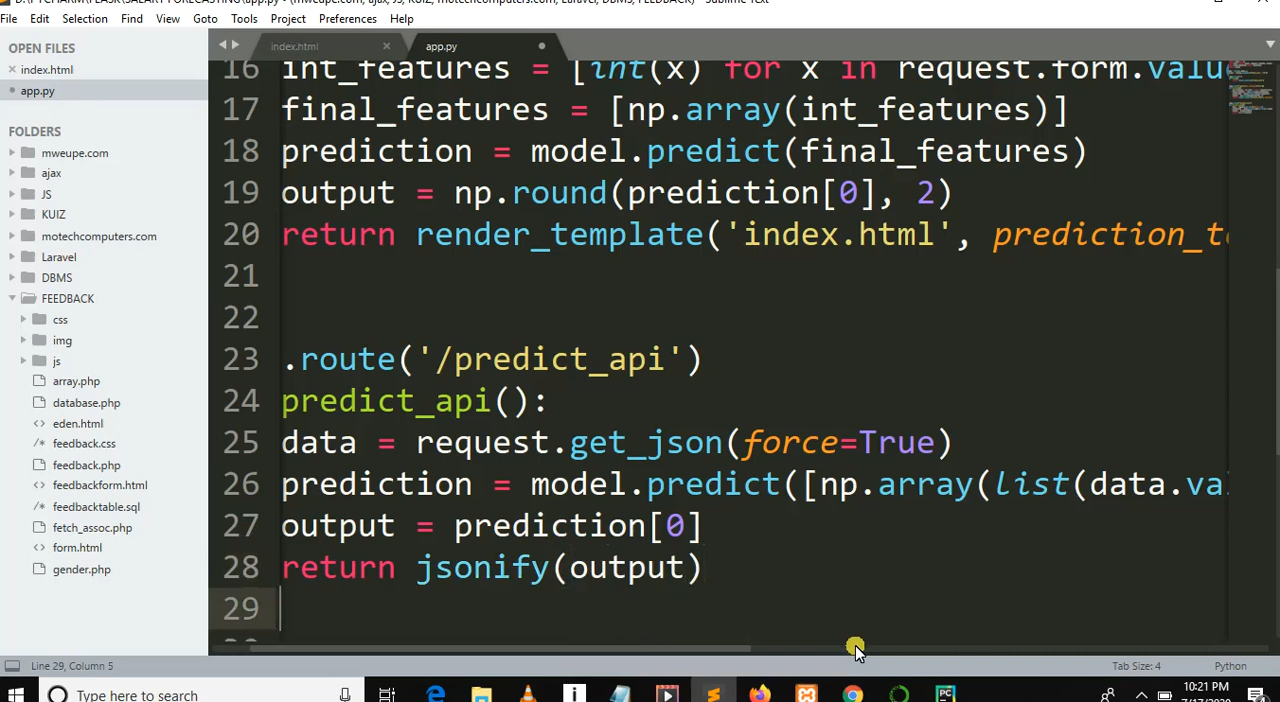 File Edit Selection Find View Goto Tools Project Preferences Help
OPEN FILES
index.html
app.py
FOLDERS
mweupe.com
ajax
JS
KUIZ
motechcomputers.com
Laravel
DBMS
FEEDBACK
css
img
js
array.php
database.php
eden.html
feedback.css
feedback.php
feedbackform.html
feedbacktable.sql
fetch_assoc.php
form.html
gender.php
index.html app.py
16 int_features = [int(x) for x in request.form.valu
17 final_features = [np.array(int_features)]
18 prediction = model.predict(final_features)
19 output = np.round(prediction[0], 2)
20 return render_template('index.html', prediction_t
21
22
23 .route('/predict_api')
24 predict_api():
25 data = request.get_json(force=True)
26 prediction = model.predict([np.array(list(data.va
27 output = prediction[0]
28 return jsonify(output)
29
Line 29, Column 5 Tab Size: 4 Python
Type here to search
10:21 PM